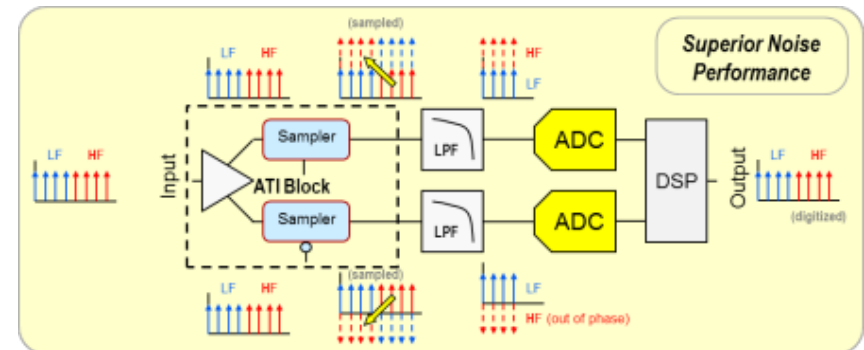 (sampled)
LF HF
HF
LF
Superior Noise
Performance
LF HF
Input
Sampler
ATI Block
Sampler
LPF
LPF
ADC
ADC
DSP
Output
LF HF
(digitized)
(sampled)
LF HF
LF
HF (out of phase)